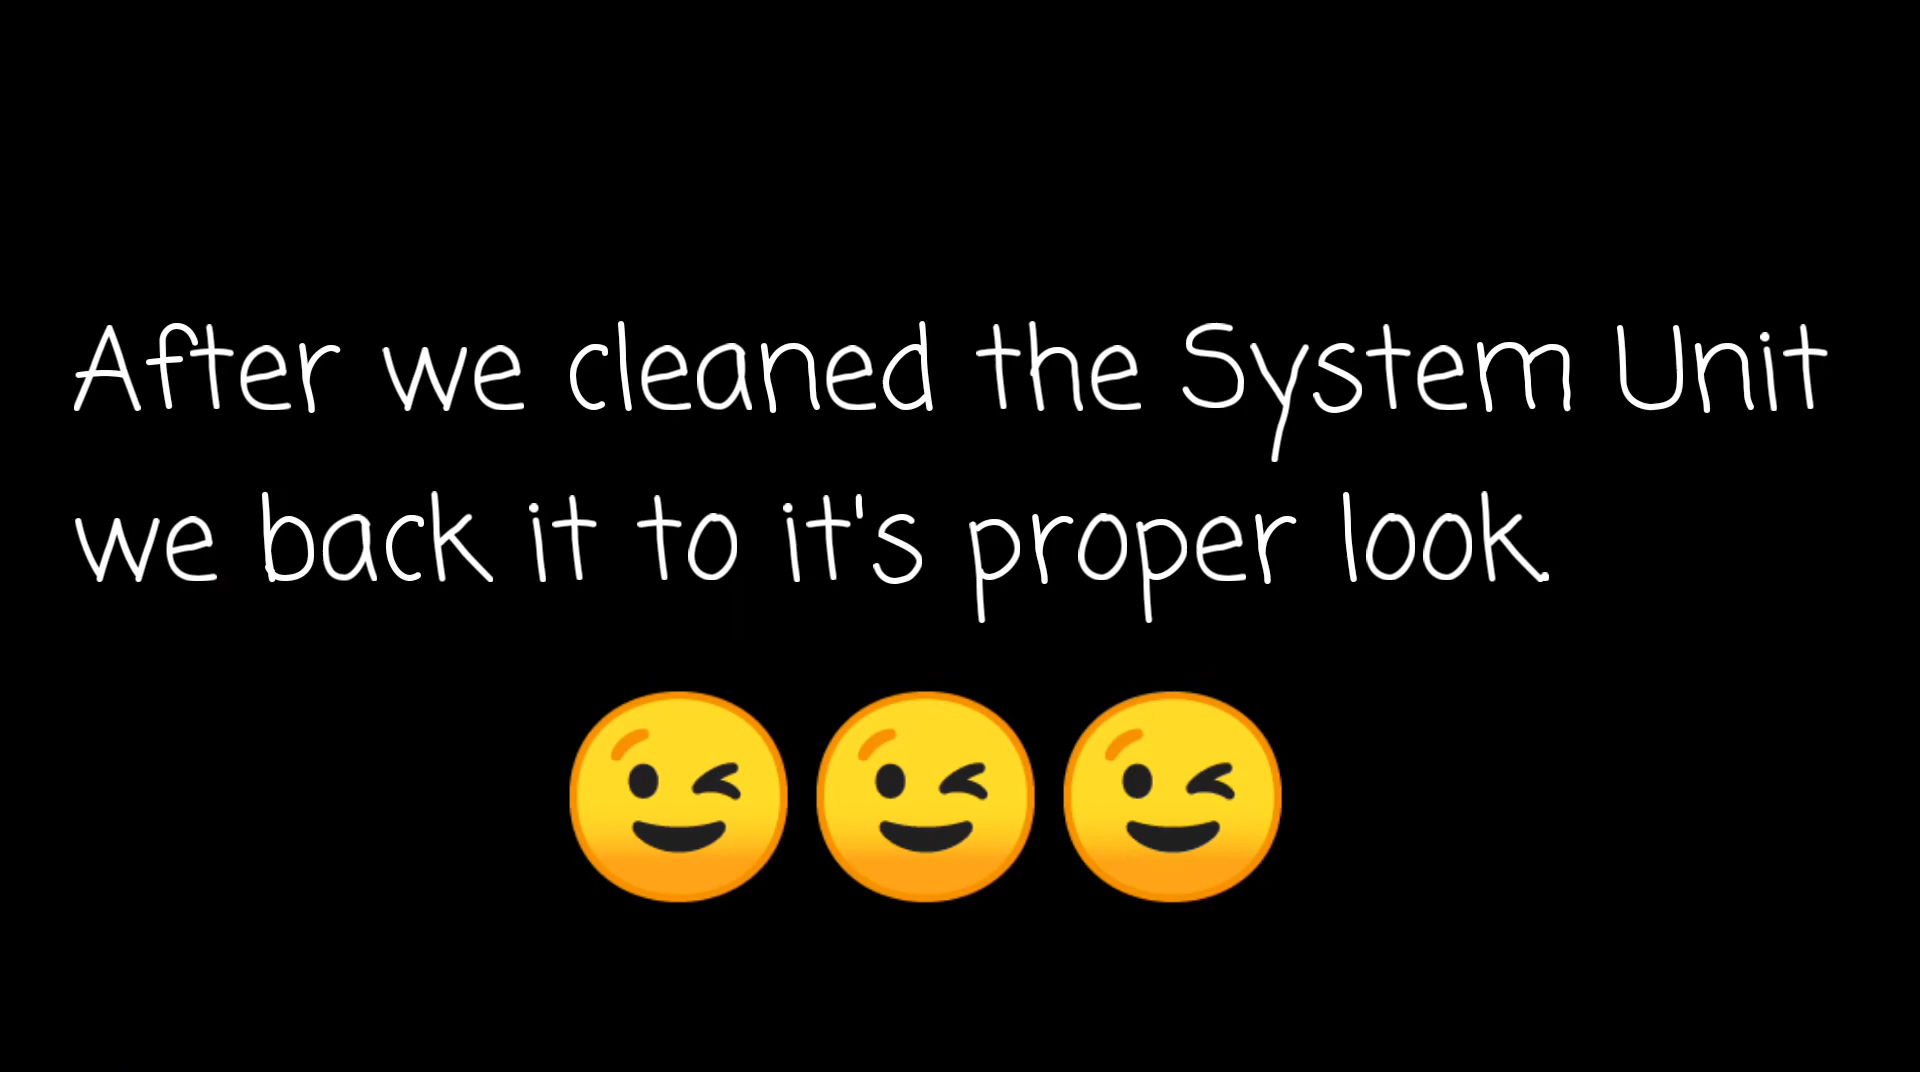 After we cleaned the System Unit
we back it to it's proper look.
😉😉😉